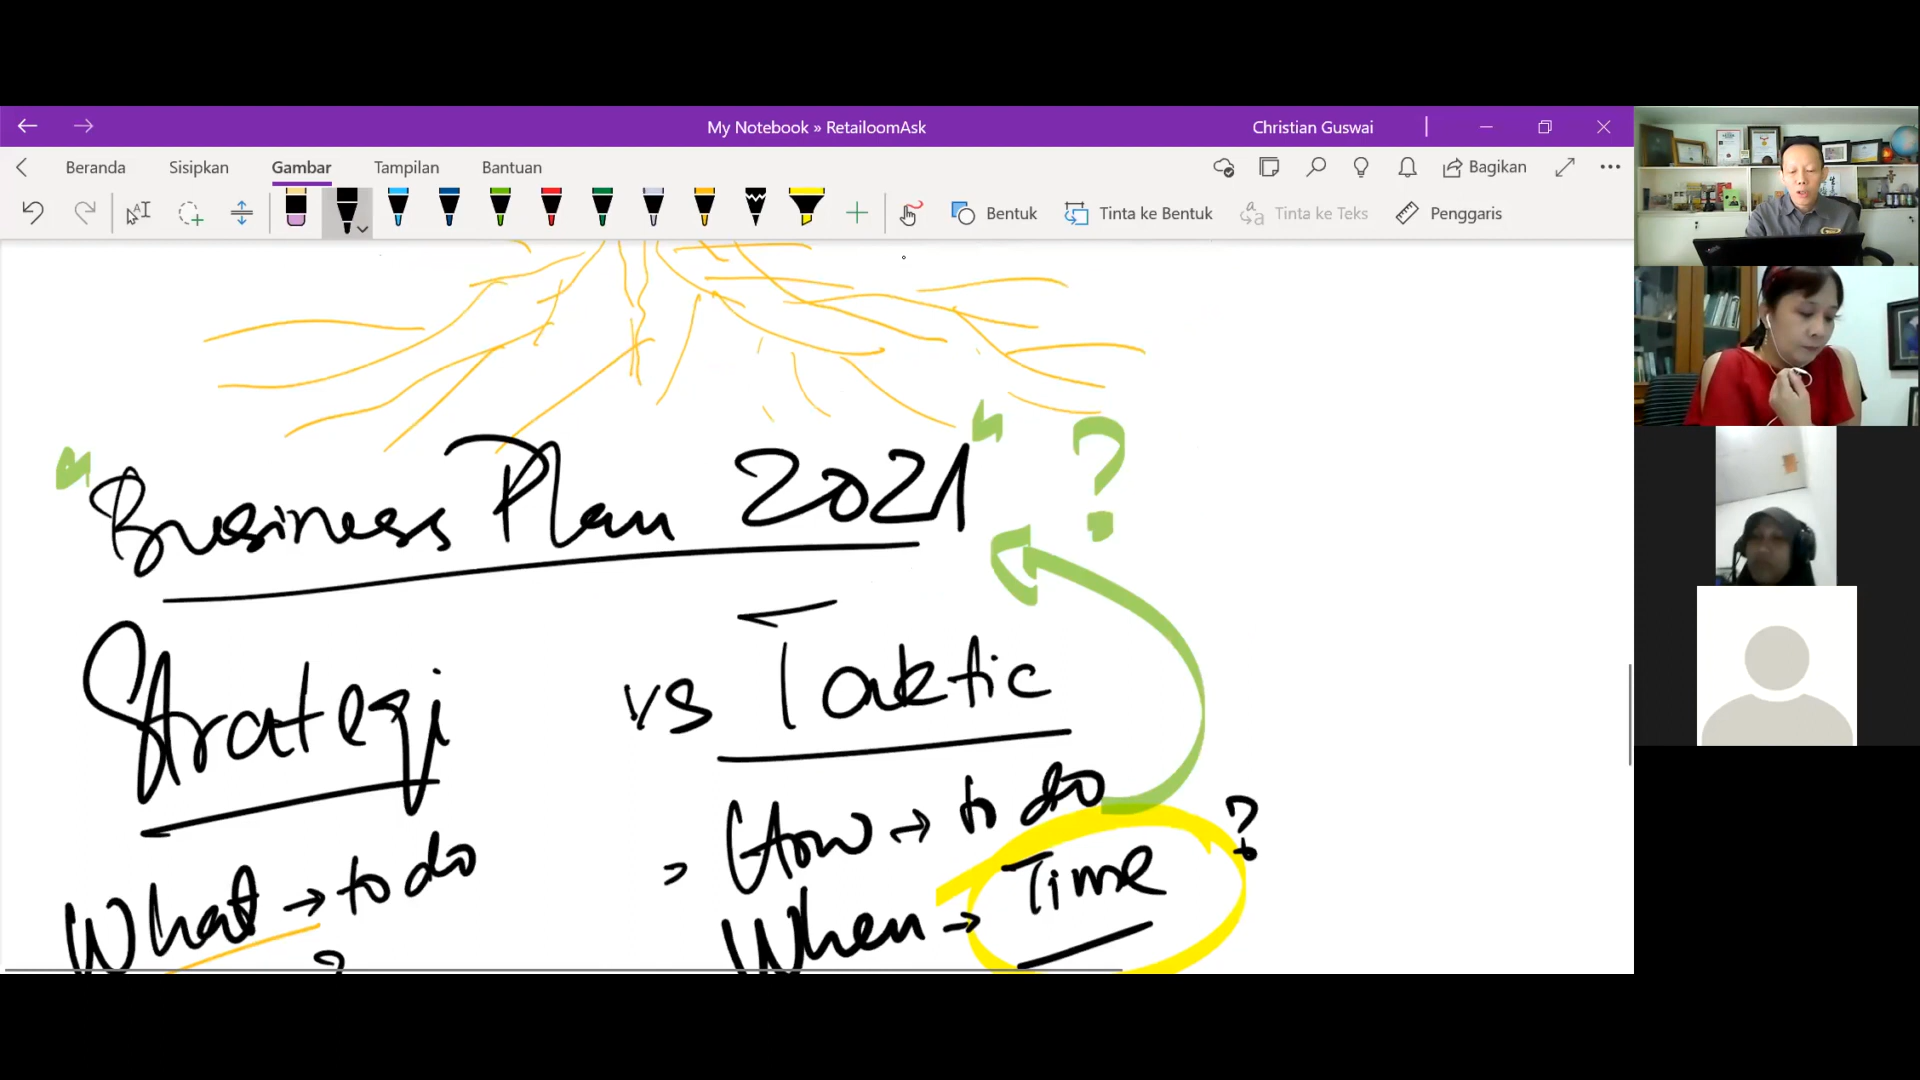 My Notebook » RetailoomAsk
Christian Guswai
Beranda Sisipkan Gambar Tampilan Bantuan
Bagikan
Bentuk Tinta ke Bentuk Tinta ke Teks Penggaris
"Business Plan 2021" ?
Strategi vs Taktic
What → to do
How → to do
When → Time ?
?